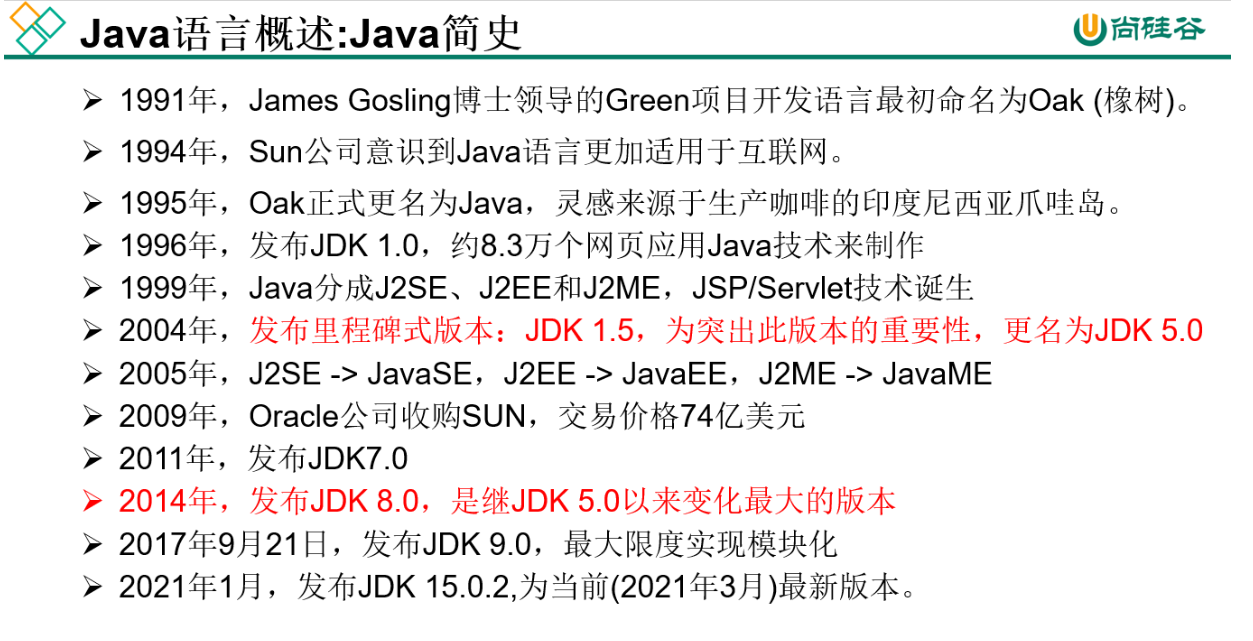 Java语言概述:Java简史
尚硅谷
➢ 1991年，James Gosling博士领导的Green项目开发语言最初命名为Oak (橡树)。
➢ 1994年，Sun公司意识到Java语言更加适用于互联网。
➢ 1995年，Oak正式更名为Java，灵感来源于生产咖啡的印度尼西亚爪哇岛。
➢ 1996年，发布JDK 1.0，约8.3万个网页应用Java技术来制作
➢ 1999年，Java分成J2SE、J2EE和J2ME，JSP/Servlet技术诞生
➢ 2004年，发布里程碑式版本：JDK 1.5，为突出此版本的重要性，更名为JDK 5.0
➢ 2005年，J2SE -> JavaSE，J2EE -> JavaEE，J2ME -> JavaME
➢ 2009年，Oracle公司收购SUN，交易价格74亿美元
➢ 2011年，发布JDK7.0
➢ 2014年，发布JDK 8.0，是继JDK 5.0以来变化最大的版本
➢ 2017年9月21日，发布JDK 9.0，最大限度实现模块化
➢ 2021年1月，发布JDK 15.0.2,为当前(2021年3月)最新版本。